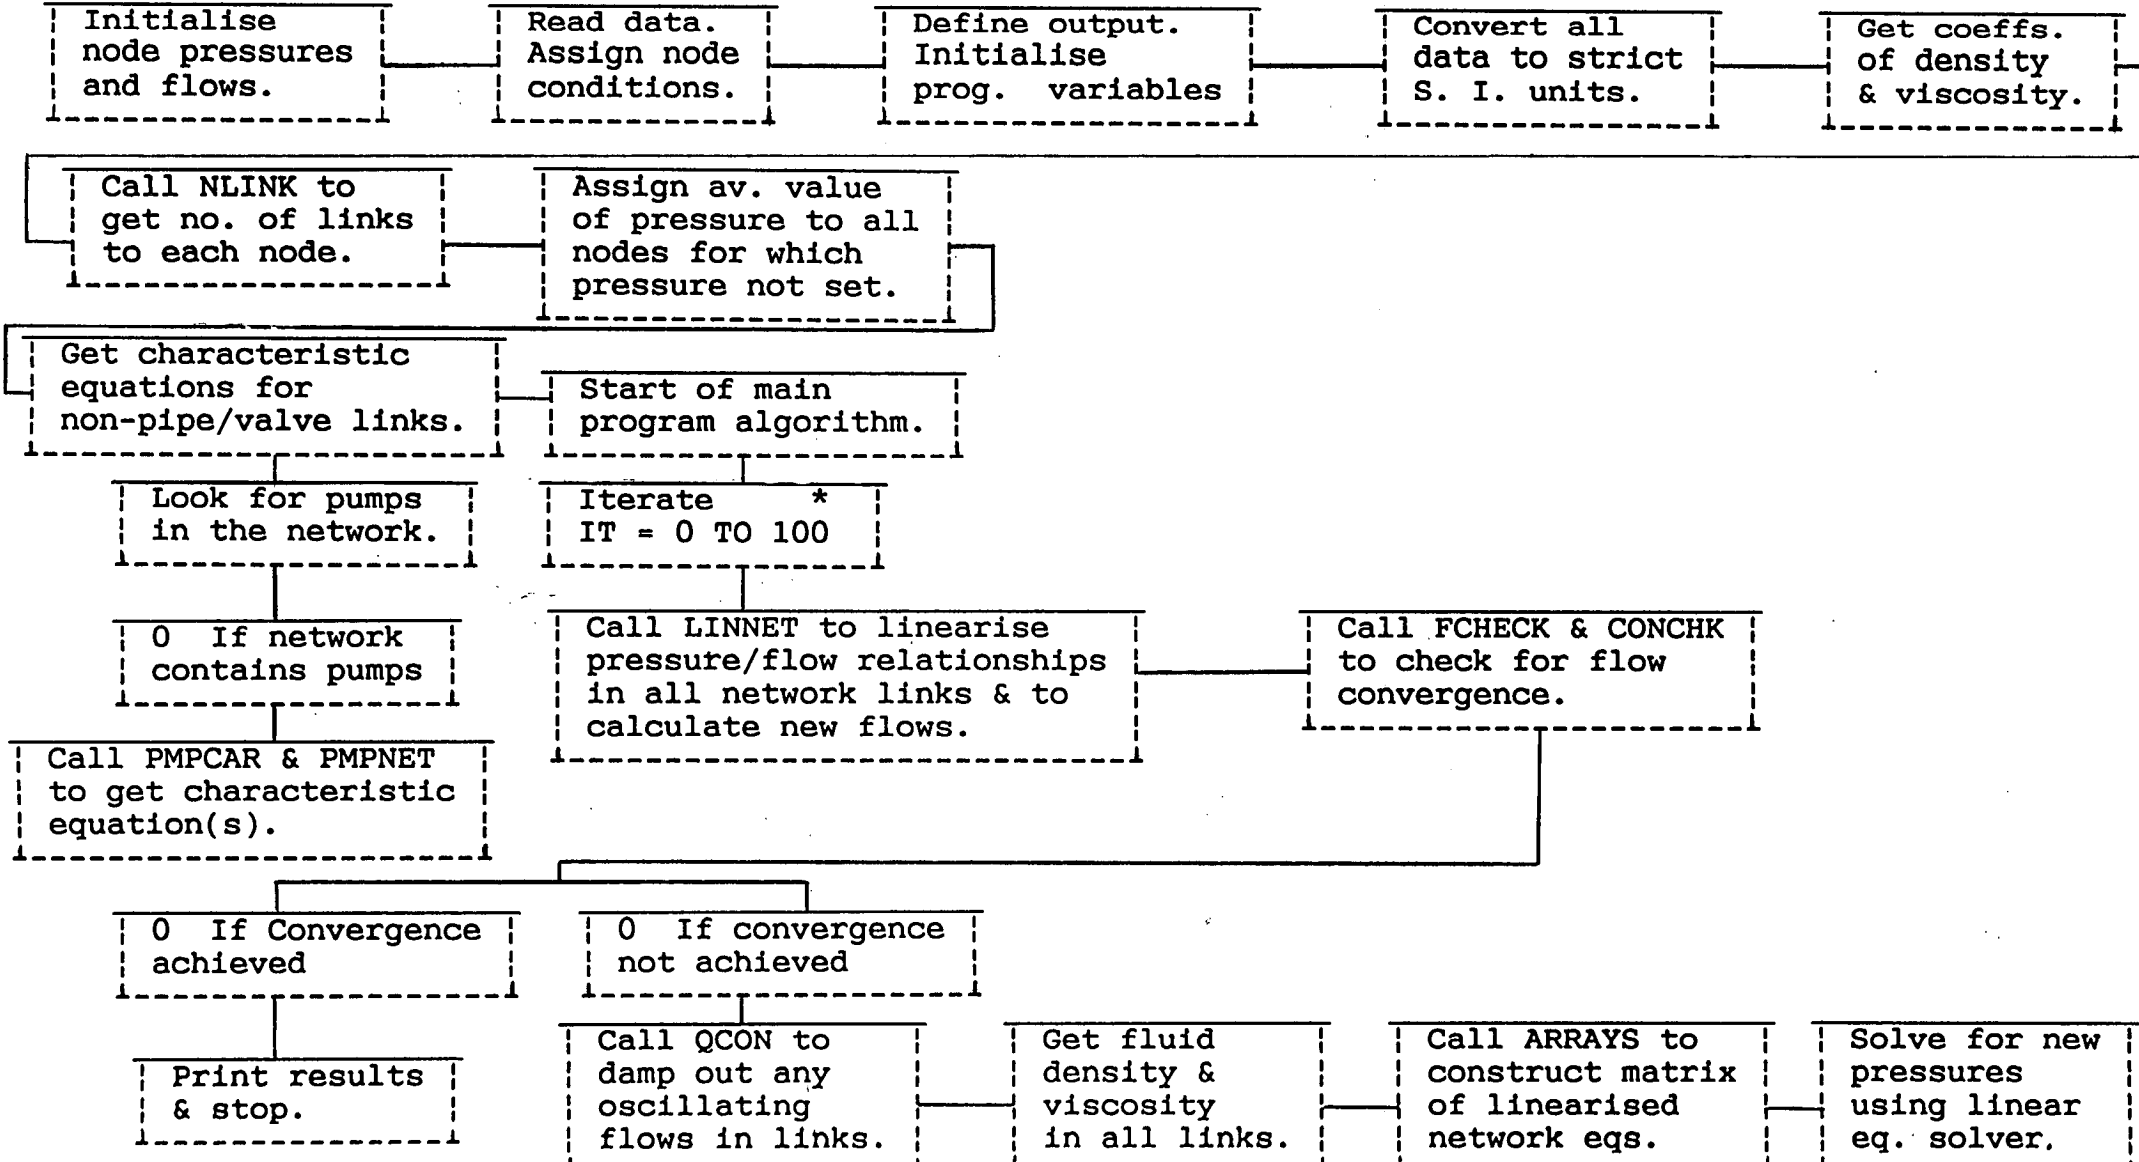 Initialise
node pressures
and flows.
Read data.
Assign node
conditions.
Define output.
Initialise
prog. variables
Convert all
data to strict
S. I. units.
Get coeffs.
of density
& viscosity.
Call NLINK to
get no. of links
to each node.
Assign av. value
of pressure to all
nodes for which
pressure not set.
Get characteristic
equations for
non-pipe/valve links.
Start of main
program algorithm.
Look for pumps
in the network.
Iterate *
IT = 0 TO 100
0 If network
contains pumps
Call LINNET to linearise
pressure/flow relationships
in all network links & to
calculate new flows.
Call FCHECK & CONCHK
to check for flow
convergence.
Call PMPCAR & PMPNET
to get characteristic
equation(s).
0 If Convergence
achieved
0 If convergence
not achieved
Print results
& stop.
Call QCON to
damp out any
oscillating
flows in links.
Get fluid
density &
viscosity
in all links.
Call ARRAYS to
construct matrix
of linearised
network eqs.
Solve for new
pressures
using linear
eq. solver.